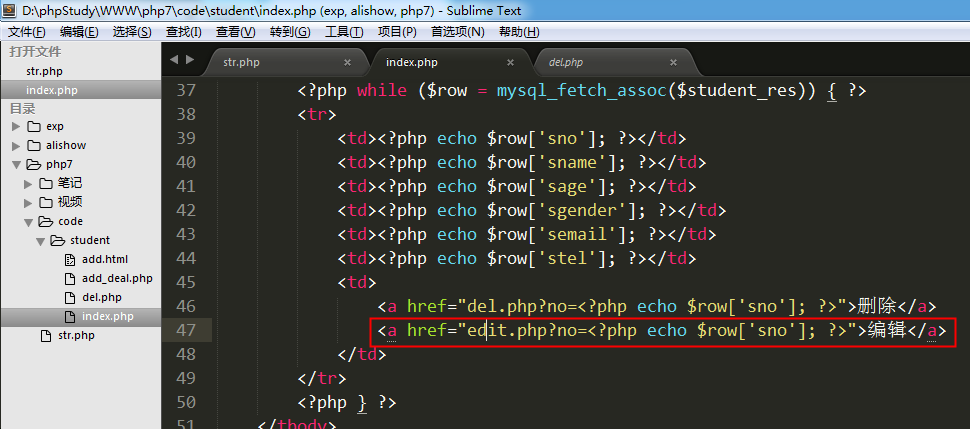 D:\phpStudy\WWW\php7\code\student\index.php (exp, alishow, php7) - Sublime Text
文件(F) 编辑(E) 选择(S) 查找(I) 查看(V) 转到(G) 工具(T) 项目(P) 首选项(N) 帮助(H)
打开文件
str.php
index.php
目录
exp
alishow
php7
笔记
视频
code
student
add.html
add_deal.php
del.php
index.php
str.php
str.php × index.php × del.php ×
37 <?php while ($row = mysql_fetch_assoc($student_res)) { ?>
38 <tr>
39 <td><?php echo $row['sno']; ?></td>
40 <td><?php echo $row['sname']; ?></td>
41 <td><?php echo $row['sage']; ?></td>
42 <td><?php echo $row['sgender']; ?></td>
43 <td><?php echo $row['semail']; ?></td>
44 <td><?php echo $row['stel']; ?></td>
45 <td>
46 <a href="del.php?no=<?php echo $row['sno']; ?>">删除</a>
47 <a href="edit.php?no=<?php echo $row['sno']; ?>">编辑</a>
48 </td>
49 </tr>
50 <?php } ?>
51 </tbody>